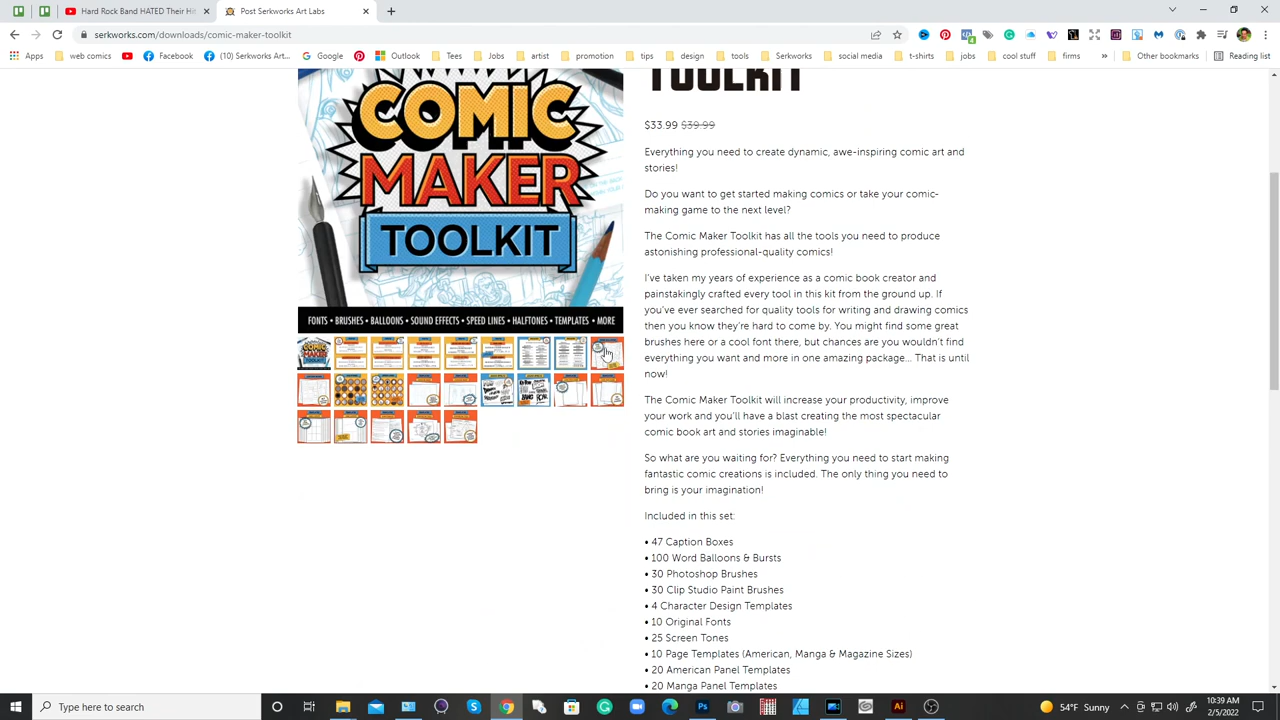 Hard Rock Band HATED Their Hi
Post Serkworks Art Labs
serkworks.com/downloads/comic-maker-toolkit
Apps
web comics
Facebook
(10) Serkworks Art...
Google
Pinterest
Outlook
Tees
Jobs
artist
promotion
tips
design
tools
Serkworks
social media
t-shirts
jobs
cool stuff
firms
»
Other bookmarks
Reading list
COMIC
MAKER
TOOLKIT
FONTS • BRUSHES • BALLOONS • SOUND EFFECTS • SPEED LINES • HALFTONES • TEMPLATES • MORE
TOOLKIT
$33.99 $39.99
Everything you need to create dynamic, awe-inspiring comic art and
stories!
Do you want to get started making comics or take your comic-
making game to the next level?
The Comic Maker Toolkit has all the tools you need to produce
astonishing professional-quality comics!
I've taken my years of experience as a comic book creator and
painstakingly crafted every tool in this kit from the ground up. If
you've ever searched for quality tools for writing and drawing comics
then you know they're hard to come by. You might find some great
brushes here or a cool font there, but chances are you wouldn't find
everything you want and more in one amazing package... That is until
now!
The Comic Maker Toolkit will increase your productivity, improve
your work and you'll have a blast creating the most spectacular
comic book art and stories imaginable!
So what are you waiting for? Everything you need to start making
fantastic comic creations is included. The only thing you need to
bring is your imagination!
Included in this set:
• 47 Caption Boxes
• 100 Word Balloons & Bursts
• 30 Photoshop Brushes
• 30 Clip Studio Paint Brushes
• 4 Character Design Templates
• 10 Original Fonts
• 25 Screen Tones
• 10 Page Templates (American, Manga & Magazine Sizes)
• 20 American Panel Templates
• 20 Manga Panel Templates
Type here to search
54°F Sunny
10:39 AM
2/5/2022